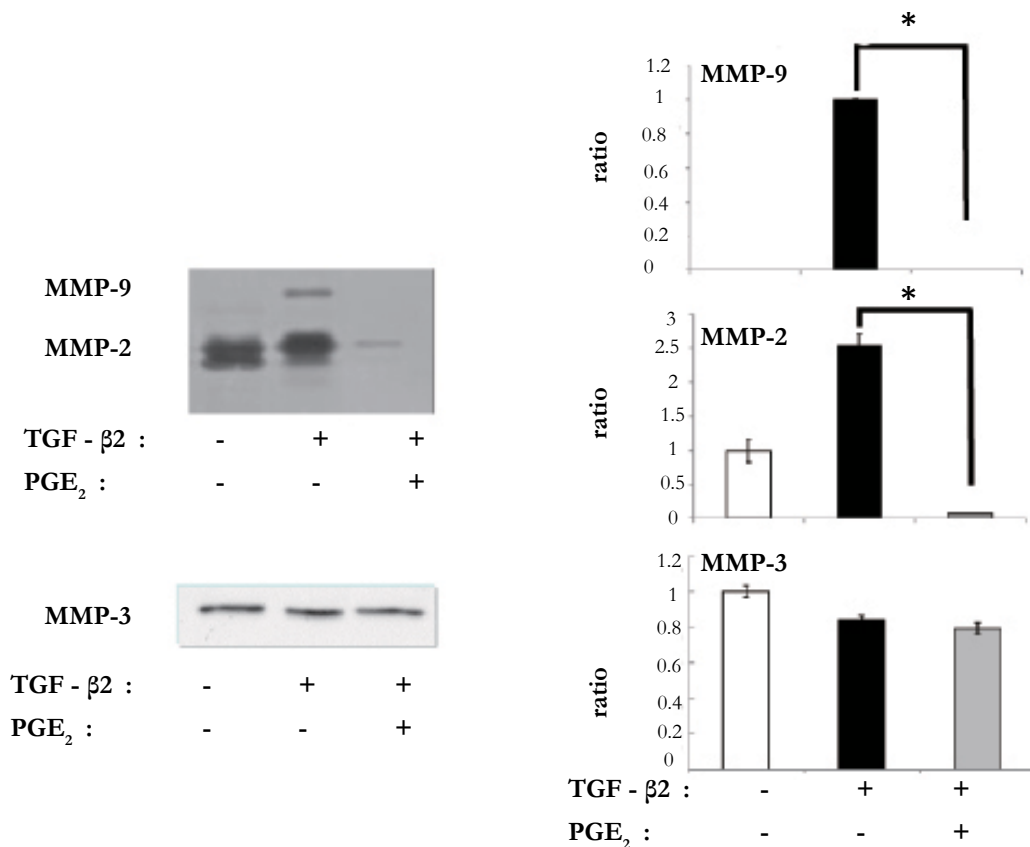 MMP-9
MMP-2
TGF - β2 : - + +
PGE₂ : - - +
MMP-3
TGF - β2 : - + +
PGE₂ : - - +
*
MMP-9
ratio
1.2
1
0.8
0.6
0.4
0.2
0
*
MMP-2
ratio
3
2.5
2
1.5
1
0.5
0
MMP-3
ratio
1.2
1
0.8
0.6
0.4
0.2
0
TGF - β2 : - + +
PGE₂ : - - +